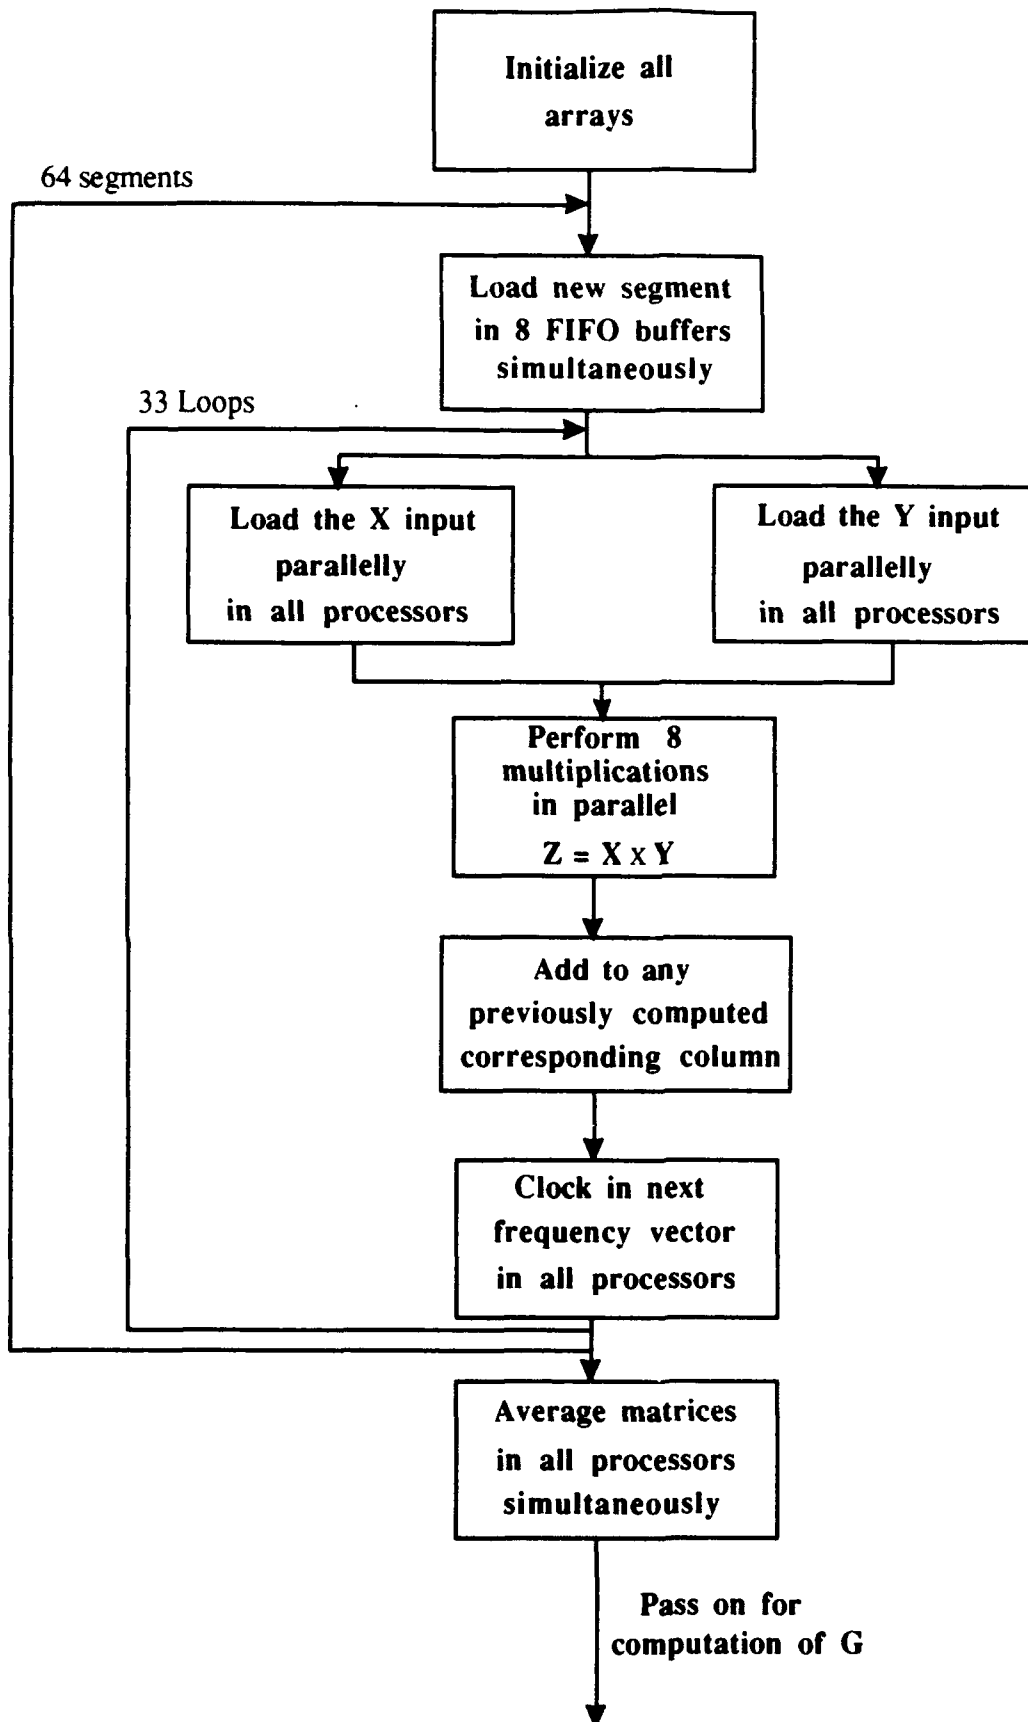 Initialize all
arrays
64 segments
Load new segment
in 8 FIFO buffers
simultaneously
33 Loops
Load the X input
parallelly
in all processors
Load the Y input
parallelly
in all processors
Perform 8
multiplications
in parallel
Z = X x Y
Add to any
previously computed
corresponding column
Clock in next
frequency vector
in all processors
Average matrices
in all processors
simultaneously
Pass on for
computation of G